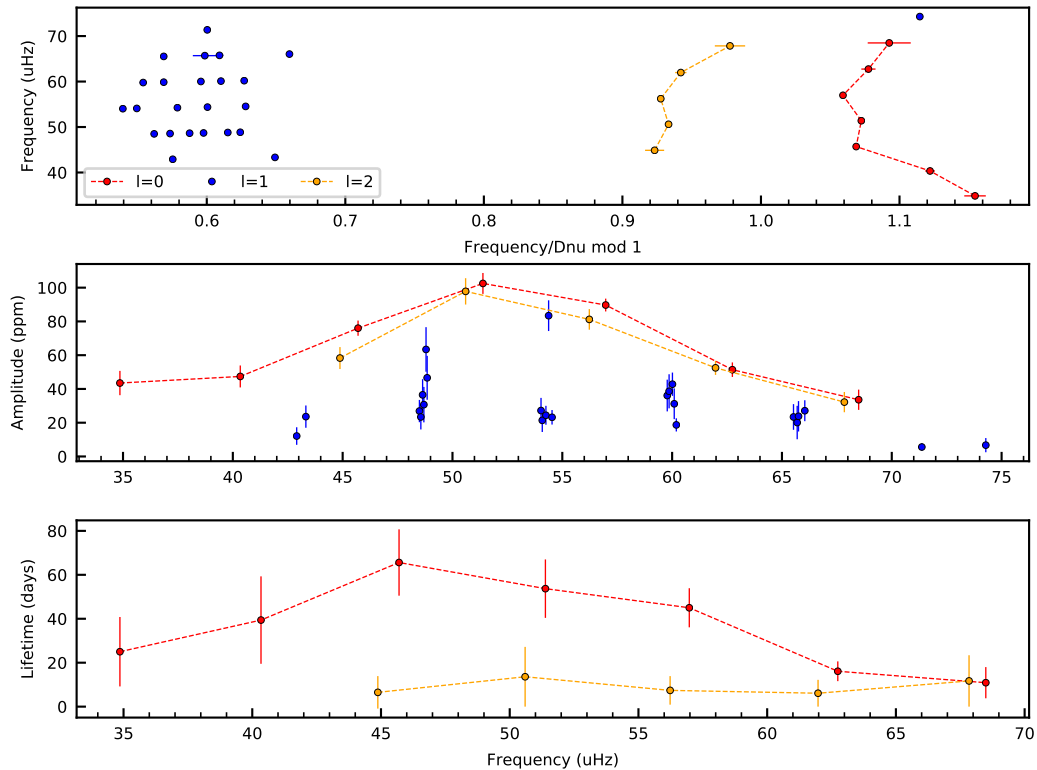 Frequency (uHz)
70
60
50
40
l=0 l=1 l=2
0.6 0.7 0.8 0.9 1.0 1.1
Frequency/Dnu mod 1
Amplitude (ppm)
100
80
60
40
20
0
35 40 45 50 55 60 65 70 75
Lifetime (days)
80
60
40
20
0
35 40 45 50 55 60 65 70
Frequency (uHz)